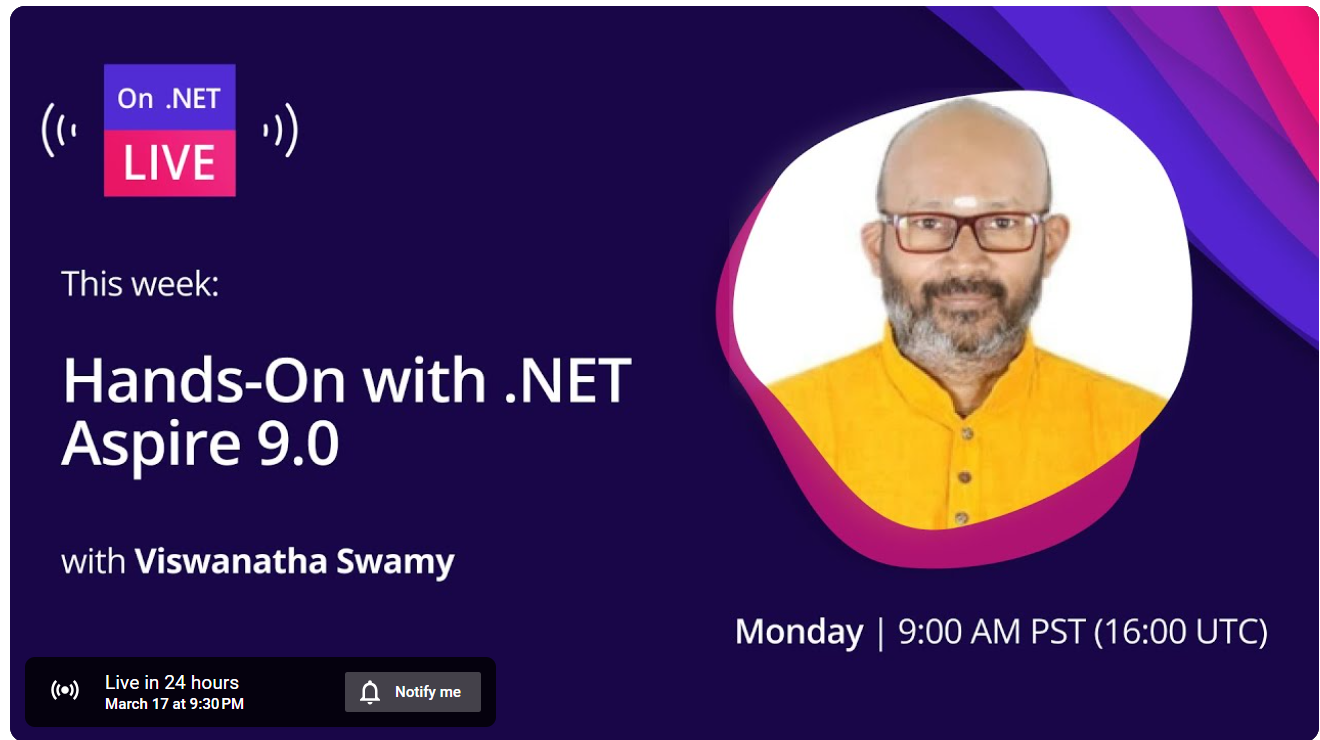 On .NET
LIVE
This week:
Hands-On with .NET
Aspire 9.0
with Viswanatha Swamy
Monday | 9:00 AM PST (16:00 UTC)
Live in 24 hours
March 17 at 9:30 PM
Notify me